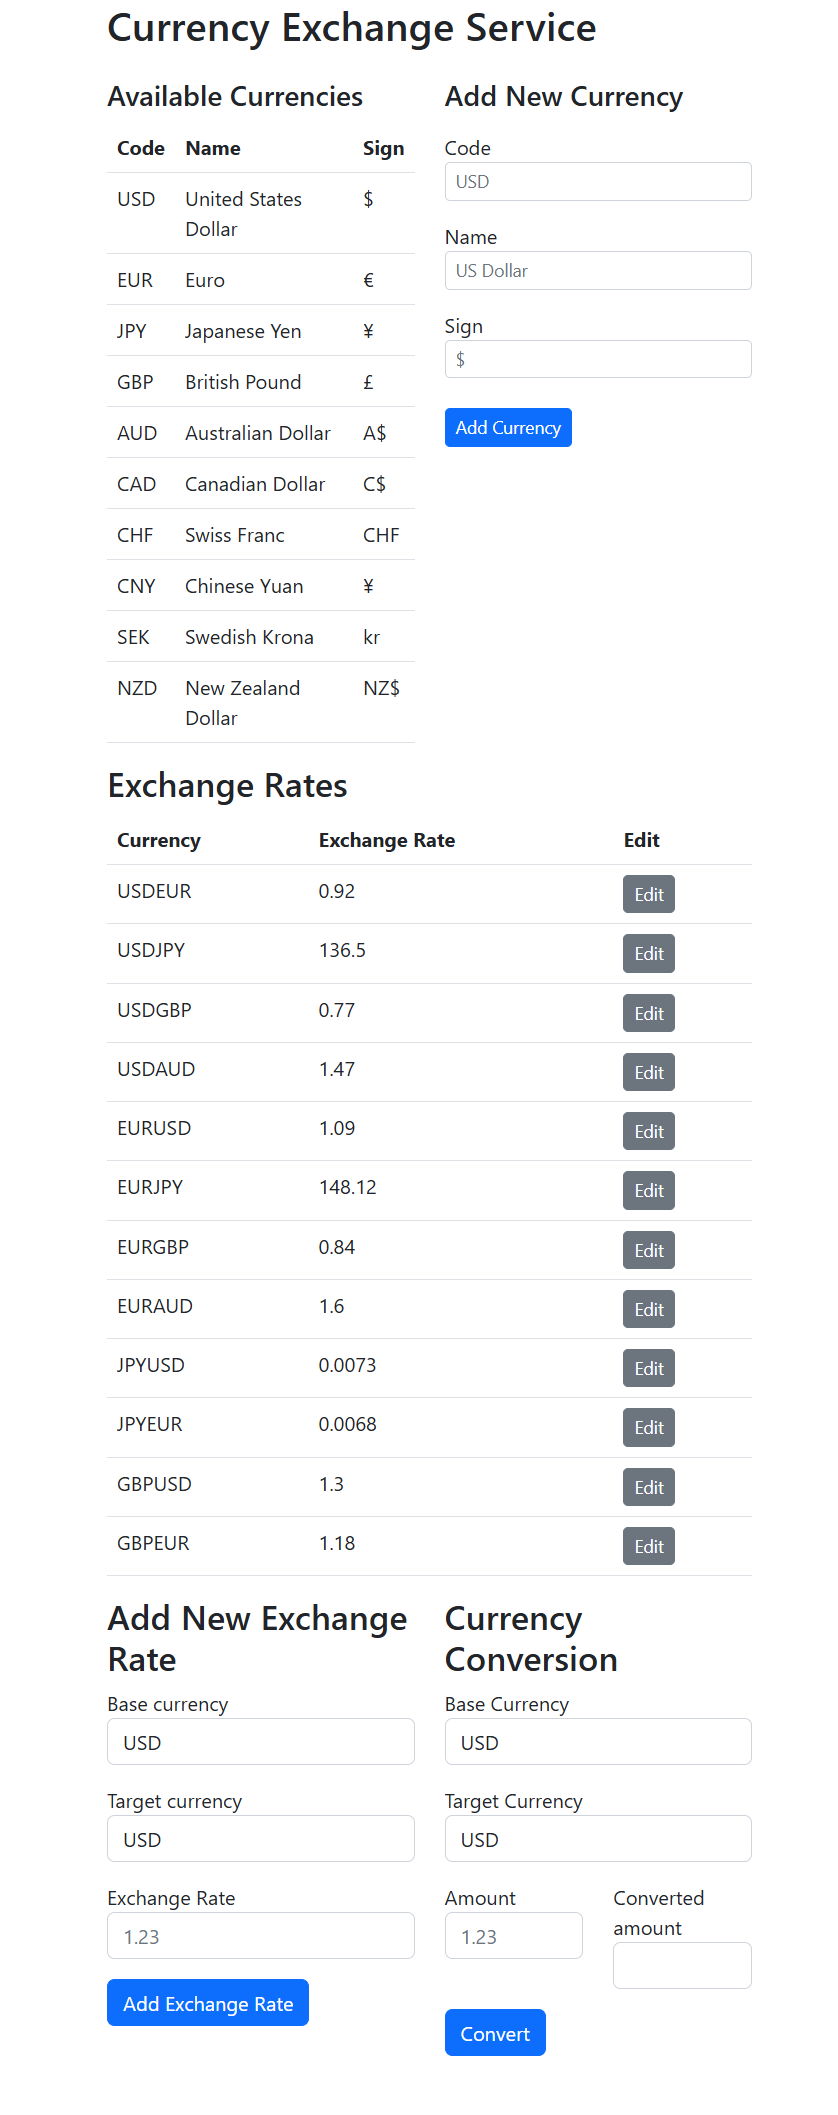 Currency Exchange Service
Available Currencies
Code Name Sign
USD United States $
Dollar
EUR Euro €
JPY Japanese Yen ¥
GBP British Pound £
AUD Australian Dollar A$
CAD Canadian Dollar C$
CHF Swiss Franc CHF
CNY Chinese Yuan ¥
SEK Swedish Krona kr
NZD New Zealand NZ$
Dollar
Add New Currency
Code
USD
Name
US Dollar
Sign
$
Add Currency
Exchange Rates
Currency Exchange Rate Edit
USDEUR 0.92 Edit
USDJPY 136.5 Edit
USDGBP 0.77 Edit
USDAUD 1.47 Edit
EURUSD 1.09 Edit
EURJPY 148.12 Edit
EURGBP 0.84 Edit
EURAUD 1.6 Edit
JPYUSD 0.0073 Edit
JPYEUR 0.0068 Edit
GBPUSD 1.3 Edit
GBPEUR 1.18 Edit
Add New Exchange
Rate
Base currency
USD
Target currency
USD
Exchange Rate
1.23
Add Exchange Rate
Currency
Conversion
Base Currency
USD
Target Currency
USD
Amount
1.23
Converted
amount
Convert